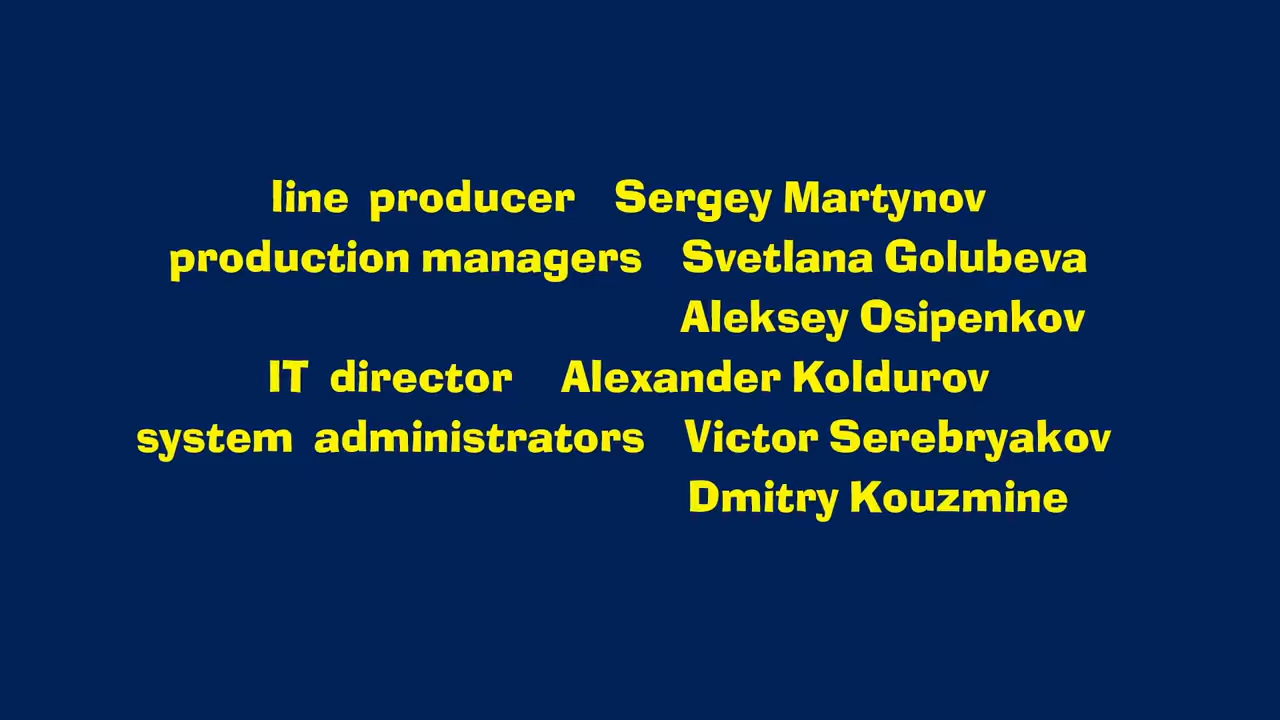 line producer Sergey Martynov
production managers Svetlana Golubeva
Aleksey Osipenkov
IT director Alexander Koldurov
system administrators Victor Serebryakov
Dmitry Kouzmine